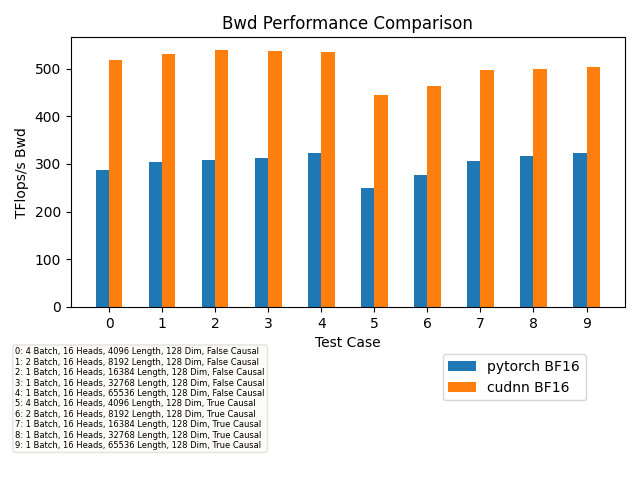 Bwd Performance Comparison
TFlops/s Bwd
500
400
300
200
100
0
0 1 2 3 4 5 6 7 8 9
Test Case
0: 4 Batch, 16 Heads, 4096 Length, 128 Dim, False Causal
1: 2 Batch, 16 Heads, 8192 Length, 128 Dim, False Causal
2: 1 Batch, 16 Heads, 16384 Length, 128 Dim, False Causal
3: 1 Batch, 16 Heads, 32768 Length, 128 Dim, False Causal
4: 1 Batch, 16 Heads, 65536 Length, 128 Dim, False Causal
5: 4 Batch, 16 Heads, 4096 Length, 128 Dim, True Causal
6: 2 Batch, 16 Heads, 8192 Length, 128 Dim, True Causal
7: 1 Batch, 16 Heads, 16384 Length, 128 Dim, True Causal
8: 1 Batch, 16 Heads, 32768 Length, 128 Dim, True Causal
9: 1 Batch, 16 Heads, 65536 Length, 128 Dim, True Causal
pytorch BF16
cudnn BF16